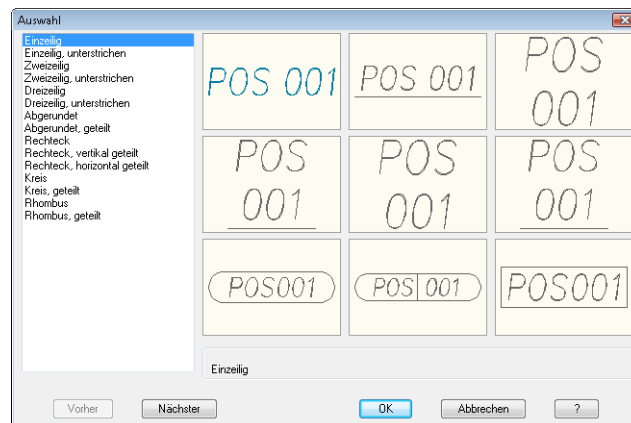 Auswahl
Einzeilig
Einzeilig, unterstrichen
Zweizeilig
Zweizeilig, unterstrichen
Dreizeilig
Dreizeilig, unterstrichen
Abgerundet
Abgerundet, geteilt
Rechteck
Rechteck, vertikal geteilt
Rechteck, horizontal geteilt
Kreis
Kreis, geteilt
Rhombus
Rhombus, geteilt
POS 001
POS 001
POS
001
POS
001
POS
001
POS
001
POS001
POS 001
POS001
Einzeilig
Vorher
Nächster
OK
Abbrechen
?